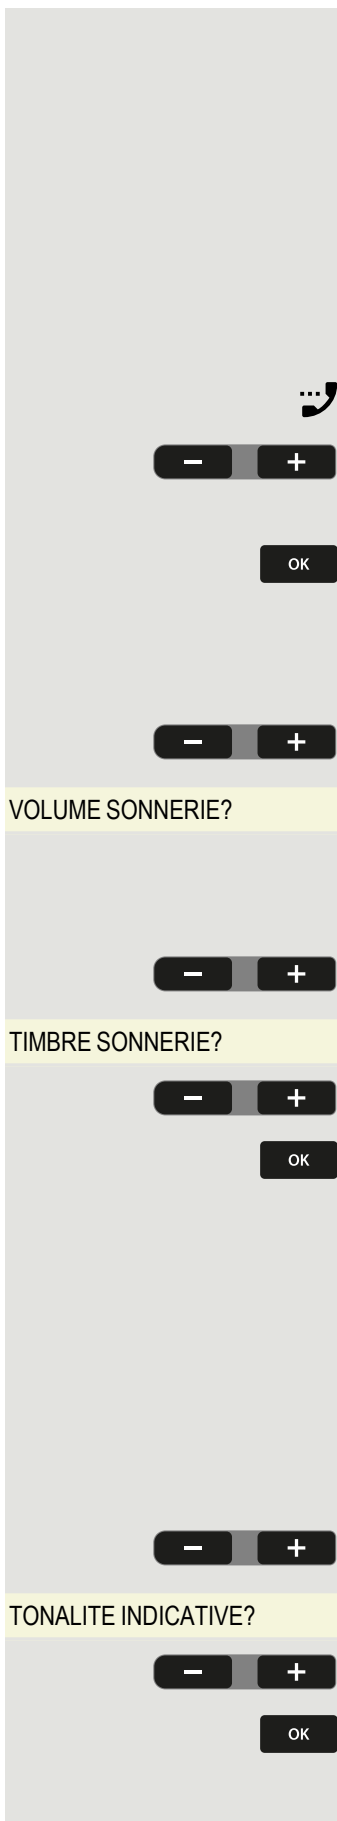 − +
OK
− +
VOLUME SONNERIE?
− +
TIMBRE SONNERIE?
− +
OK
− +
TONALITE INDICATIVE?
− +
OK